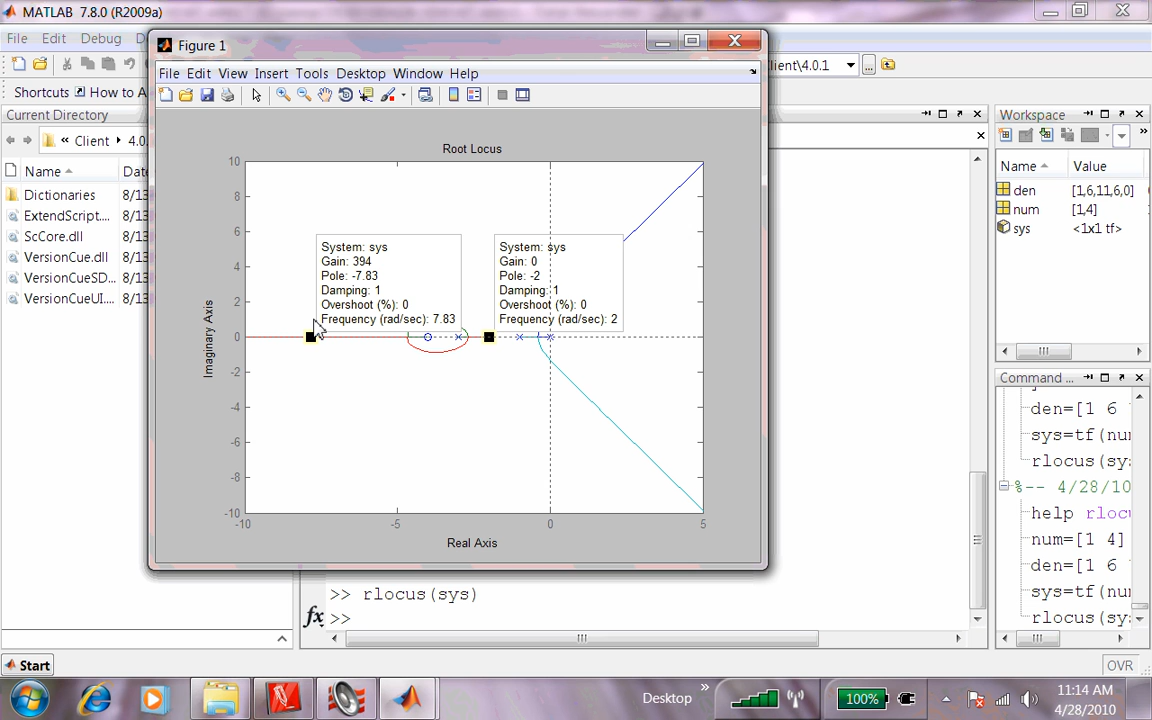 MATLAB 7.8.0 (R2009a)
File Edit Debug
Shortcuts How to A
Current Directory
« Client 4.0.
Name Date
Dictionaries 8/13
ExtendScript.... 8/13
ScCore.dll 8/13
VersionCue.dll 8/13
VersionCueSD... 8/13
VersionCueUI... 8/13
Figure 1
File Edit View Insert Tools Desktop Window Help
Root Locus
System: sys
Gain: 394
Pole: -7.83
Damping: 1
Overshoot (%): 0
Frequency (rad/sec): 7.83
System: sys
Gain: 0
Pole: -2
Damping: 1
Overshoot (%): 0
Frequency (rad/sec): 2
Imaginary Axis
10
8
6
4
2
0
-2
-4
-6
-8
-10
-10 -5 0 5
Real Axis
>> rlocus(sys)
fx >>
lient\4.0.1
...
Workspace
Name Value
den [1,6,11,6,0]
num [1,4]
sys <1x1 tf>
Command ...
den=[1 6
sys=tf(num
rlocus(sys
%-- 4/28/10
help rlocu
num=[1 4]
den=[1 6
sys=tf(num
rlocus(sys
Start
OVR
Desktop »
100%
11:14 AM
4/28/2010